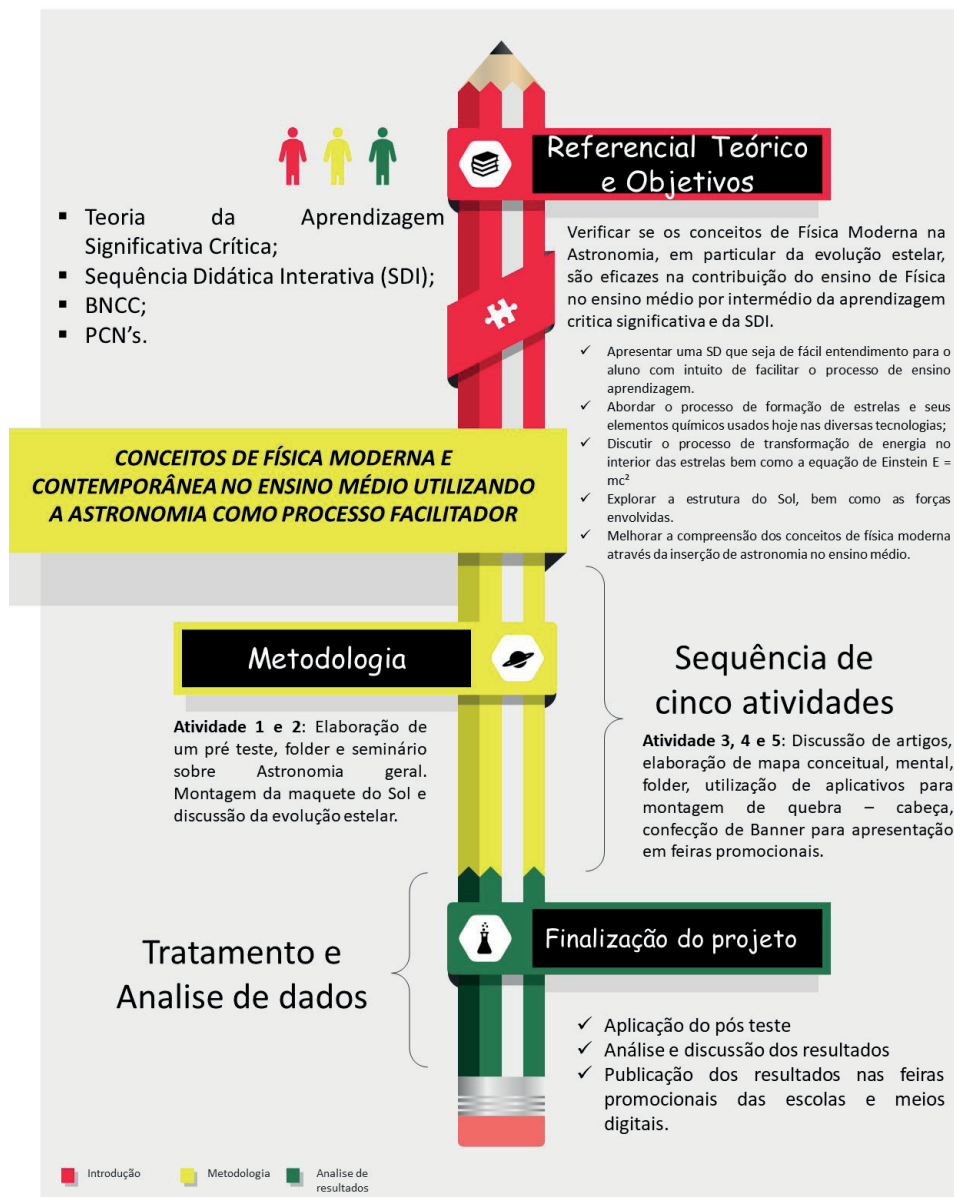 Referencial Teórico
e Objetivos
▪ Teoria da Aprendizagem
Significativa Crítica;
▪ Sequência Didática Interativa (SDI);
▪ BNCC;
▪ PCN’s.
Verificar se os conceitos de Física Moderna na
Astronomia, em particular da evolução estelar,
são eficazes na contribuição do ensino de Física
no ensino médio por intermédio da aprendizagem
critica significativa e da SDI.
✓ Apresentar uma SD que seja de fácil entendimento para o
aluno com intuito de facilitar o processo de ensino
aprendizagem.
✓ Abordar o processo de formação de estrelas e seus
elementos químicos usados hoje nas diversas tecnologias;
✓ Discutir o processo de transformação de energia no
interior das estrelas bem como a equação de Einstein E =
mc²
✓ Explorar a estrutura do Sol, bem como as forças
envolvidas.
✓ Melhorar a compreensão dos conceitos de física moderna
através da inserção de astronomia no ensino médio.
CONCEITOS DE FÍSICA MODERNA E
CONTEMPORÂNEA NO ENSINO MÉDIO UTILIZANDO
A ASTRONOMIA COMO PROCESSO FACILITADOR
Metodologia
Atividade 1 e 2: Elaboração de
um pré teste, folder e seminário
sobre Astronomia geral.
Montagem da maquete do Sol e
discussão da evolução estelar.
Sequência de
cinco atividades
Atividade 3, 4 e 5: Discussão de artigos,
elaboração de mapa conceitual, mental,
folder, utilização de aplicativos para
montagem de quebra – cabeça,
confecção de Banner para apresentação
em feiras promocionais.
Tratamento e
Analise de dados
Finalização do projeto
✓ Aplicação do pós teste
✓ Análise e discussão dos resultados
✓ Publicação dos resultados nas feiras
promocionais das escolas e meios
digitais.
Introdução
Metodologia
Analise de
resultados